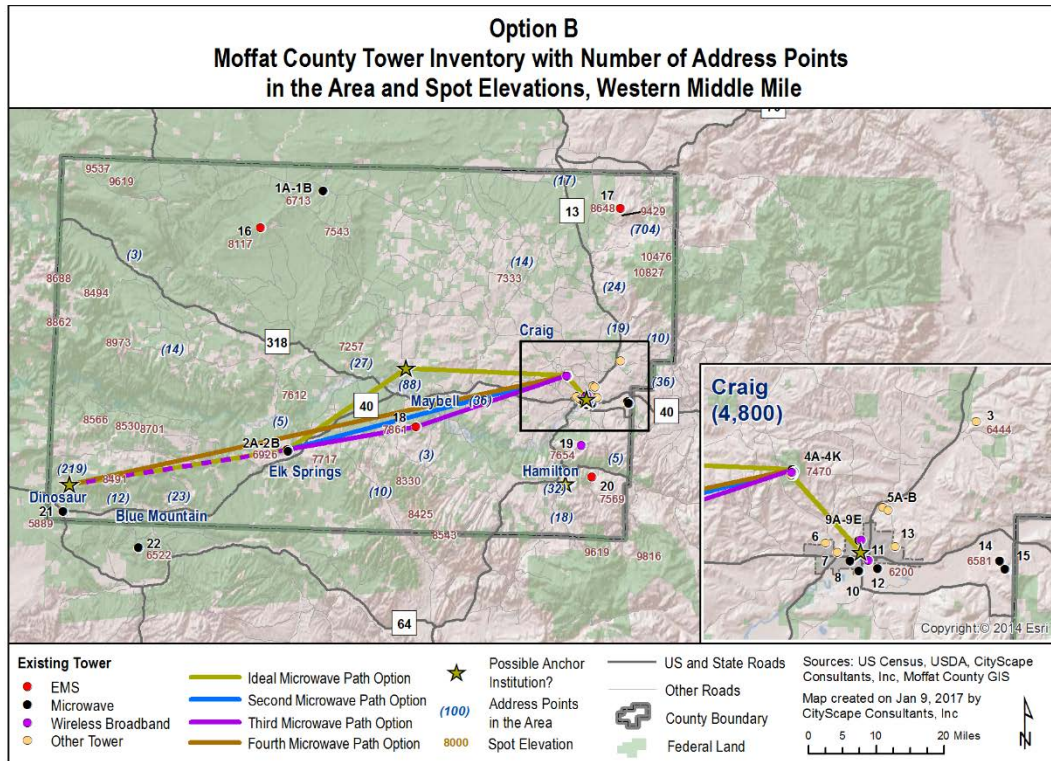 Option B
Moffat County Tower Inventory with Number of Address Points
in the Area and Spot Elevations, Western Middle Mile
9537
9619
1A-1B
6713
(17)
17
8648
9429
13
(704)
16
8117
7543
(3)
(14)
7333
10476
10827
8688
8494
(24)
8862
8973
(14)
318
7257
(27)
Craig
(19)
(10)
(88)
(36)
7612
40
Maybell
(36)
40
(5)
18
7864
8566
8530
8701
2A-2B
6926
7717
Elk Springs
(3)
19
7654
(5)
(219)
8491
Dinosaur
(12)
(23)
(10)
8330
Hamilton
(32)
20
7569
21
5889
Blue Mountain
8425
8543
(18)
22
6522
9619
9816
64
Craig
(4,800)
3
6444
4A-4K
7470
5A-B
9A-9E
6
13
7
11
14
6581
15
8
12
6200
10
Copyright:© 2014 Esri
Existing Tower
EMS
Microwave
Wireless Broadband
Other Tower
Ideal Microwave Path Option
Second Microwave Path Option
Third Microwave Path Option
Fourth Microwave Path Option
Possible Anchor
Institution?
(100)
Address Points
in the Area
8000
Spot Elevation
US and State Roads
Other Roads
County Boundary
Federal Land
Sources: US Census, USDA, CityScape
Consultants, Inc, Moffat County GIS
Map created on Jan 9, 2017 by
CityScape Consultants, Inc
0 5 10 20 Miles
N